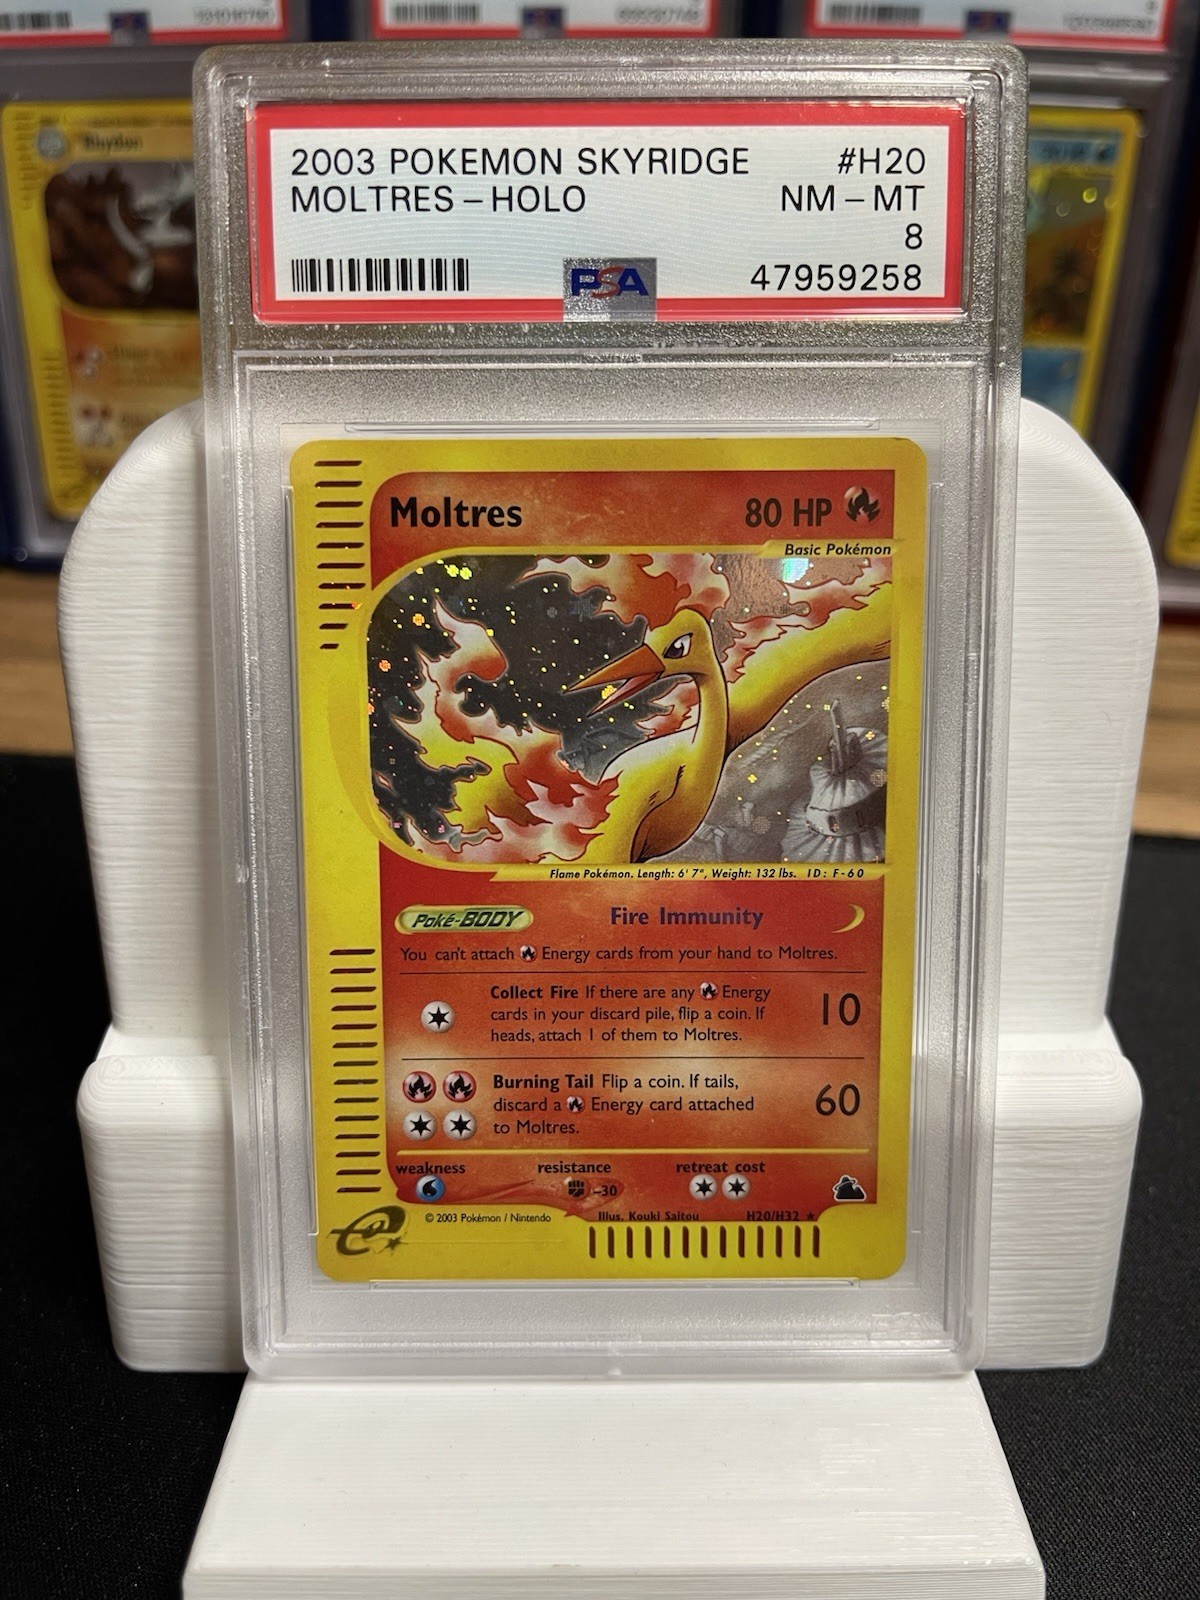 2003 POKEMON SKYRIDGE #H20
MOLTRES - HOLO NM - MT
8
PSA 47959258
Rhydon
Moltres 80 HP
Basic Pokémon
Flame Pokémon. Length: 6' 7", Weight: 132 lbs. ID: F-60
Poké-BODY Fire Immunity
You can't attach Energy cards from your hand to Moltres.
Collect Fire If there are any Energy
cards in your discard pile, flip a coin. If
heads, attach 1 of them to Moltres.
10
Burning Tail Flip a coin. If tails,
discard a Energy card attached
to Moltres.
60
weakness resistance retreat cost
-30
e
© 2003 Pokémon / Nintendo Illus. Kouki Saitou H20/H32 ★